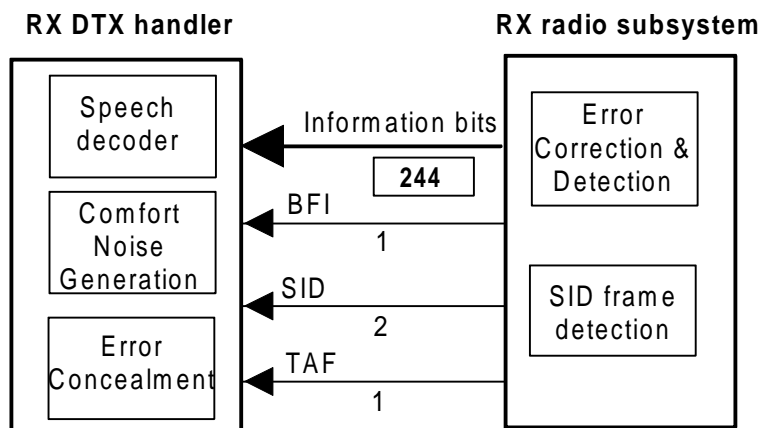 RX DTX handler
RX radio subsystem
Speech
decoder
Information bits
244
Error
Correction &
Detection
Comfort
Noise
Generation
BFI
1
SID
2
SID frame
detection
Error
Concealment
TAF
1